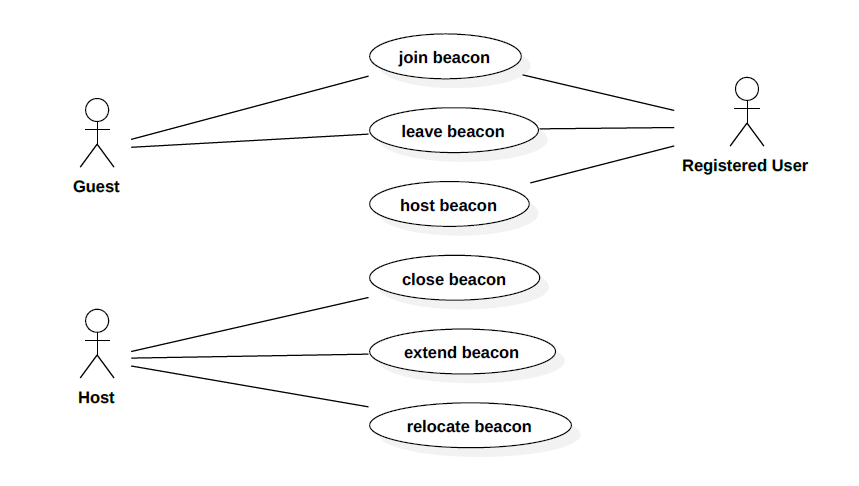 join beacon
leave beacon
Registered User
Guest
host beacon
close beacon
extend beacon
Host
relocate beacon